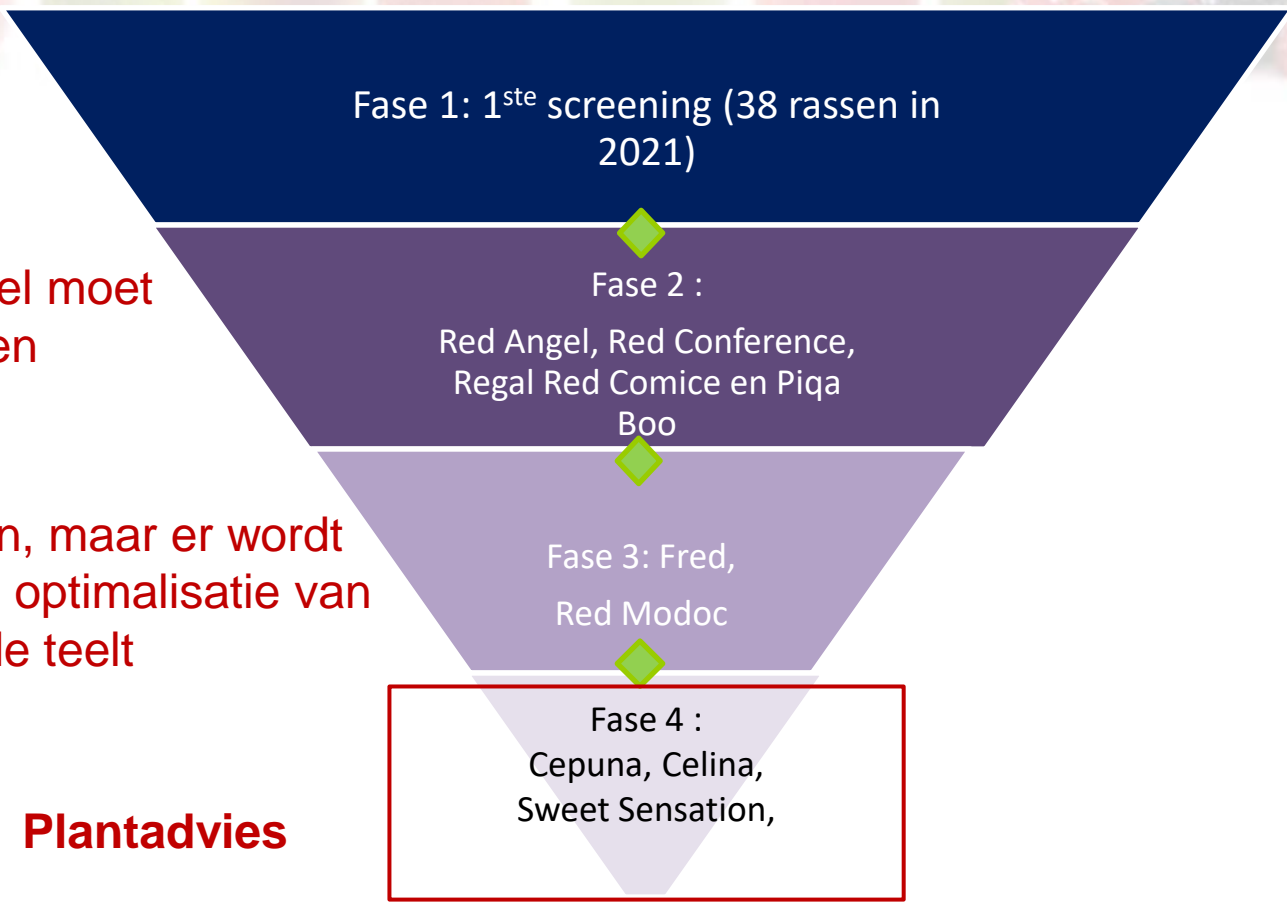 Fase 1: 1ste screening (38 rassen in
2021)
el moet
en
Fase 2 :
Red Angel, Red Conference,
Regal Red Comice en Piqa
Boo
n, maar er wordt
optimalisatie van
de teelt
Fase 3: Fred,
Red Modoc
Fase 4 :
Cepuna, Celina,
Sweet Sensation,
Plantadvies